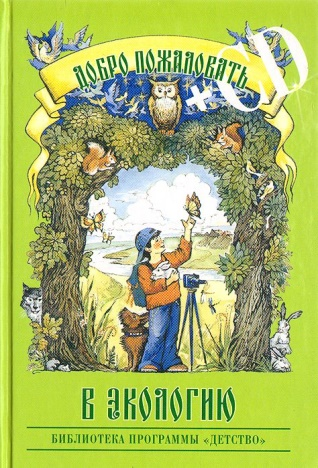 ДОБРО ПОЖАЛОВАТЬ
+CD
В ЭКОЛОГИЮ
БИБЛИОТЕКА ПРОГРАММЫ «ДЕТСТВО»